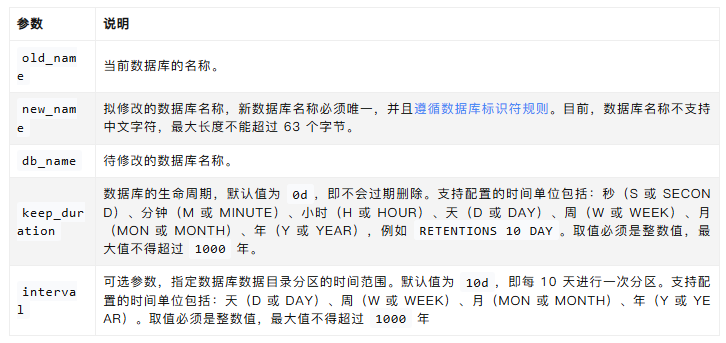 参数 说明
old_nam
e
当前数据库的名称。
new_nam
e
拟修改的数据库名称，新数据库名称必须唯一，并且遵循数据库标识符规则。目前，数据库名称不支持
中文字符，最大长度不能超过 63 个字节。
db_name 待修改的数据库名称。
keep_dur
ation
数据库的生命周期，默认值为 0d，即不会过期删除。支持配置的时间单位包括：秒（S 或 SECON
D）、分钟（M 或 MINUTE）、小时（H 或 HOUR）、天（D 或 DAY）、周（W 或 WEEK）、月
（MON 或 MONTH）、年（Y 或 YEAR），例如 RETENTIONS 10 DAY。取值必须是整数值，最
大值不得超过 1000 年。
interva
l
可选参数，指定数据库数据目录分区的时间范围。默认值为 10d，即每 10 天进行一次分区。支持配
置的时间单位包括：天（D 或 DAY）、周（W 或 WEEK）、月（MON 或 MONTH）、年（Y 或 YE
AR）。取值必须是整数值，最大值不得超过 1000 年